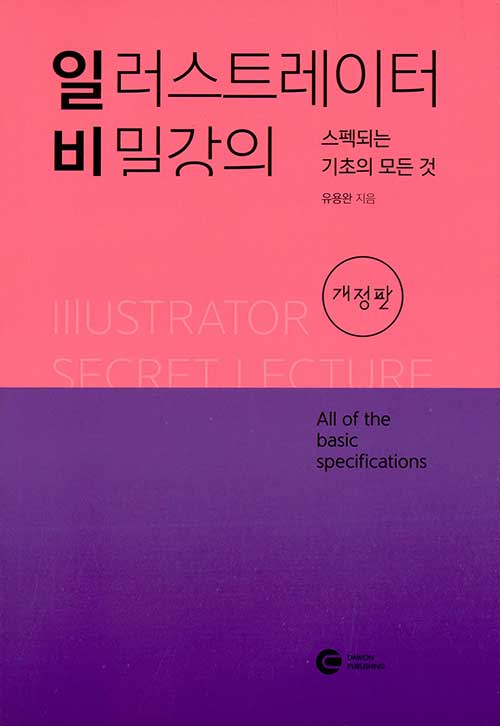 일러스트레이터
비밀강의
스펙되는
기초의 모든 것
유용완 지음
개정판
IllUSTRATOR
SECRET LECTURE
All of the
basic
specifications
DAWON
PUBLISHING